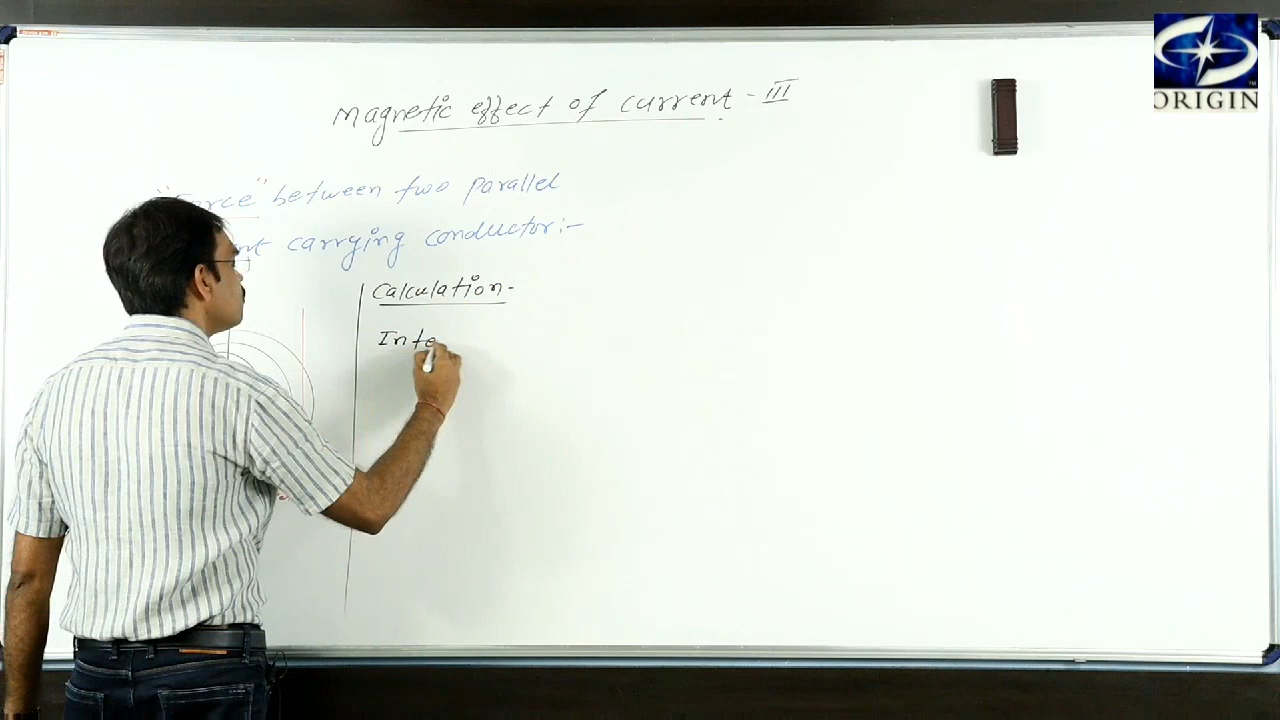 ORIGIN
Magnetic effect of current - III
"Force" between two parallel
carrying conductor:-
Calculation-
Inte